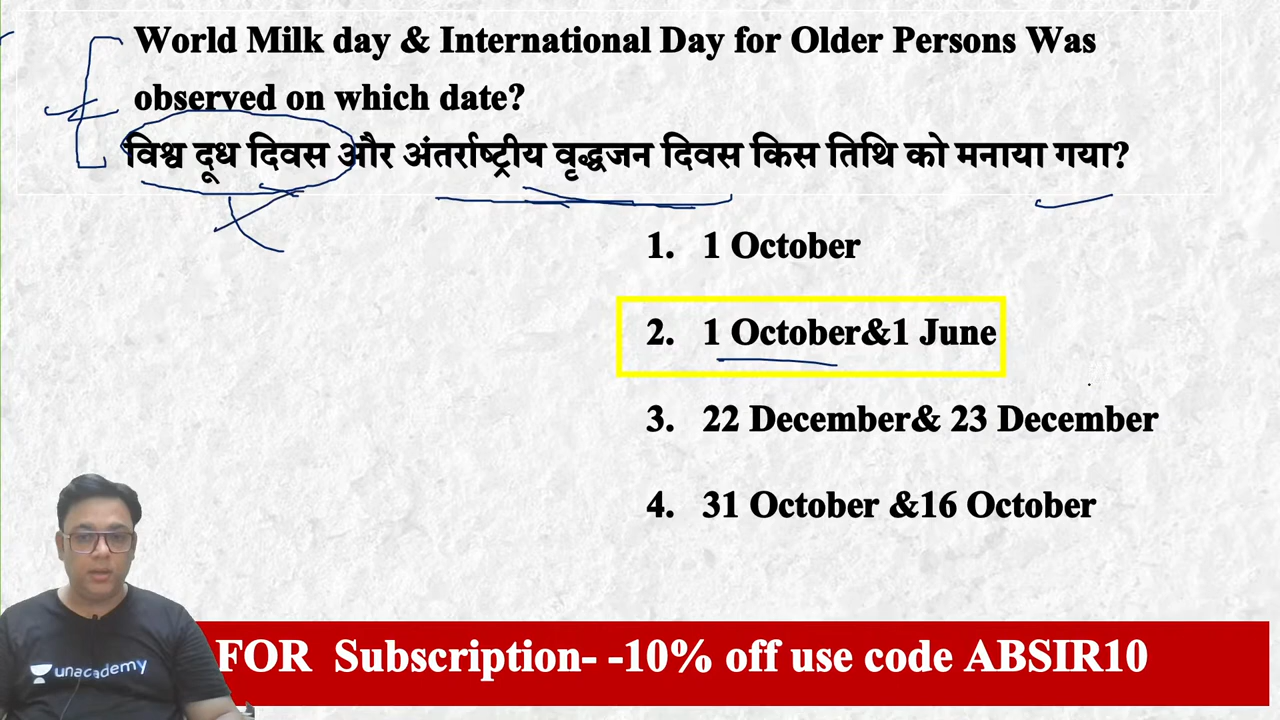 World Milk day & International Day for Older Persons Was
observed on which date?
विश्व दूध दिवस और अंतर्राष्ट्रीय वृद्धजन दिवस किस तिथि को मनाया गया?
1. 1 October
2. 1 October&1 June
3. 22 December& 23 December
4. 31 October &16 October
unacademy
FOR Subscription- -10% off use code ABSIR10